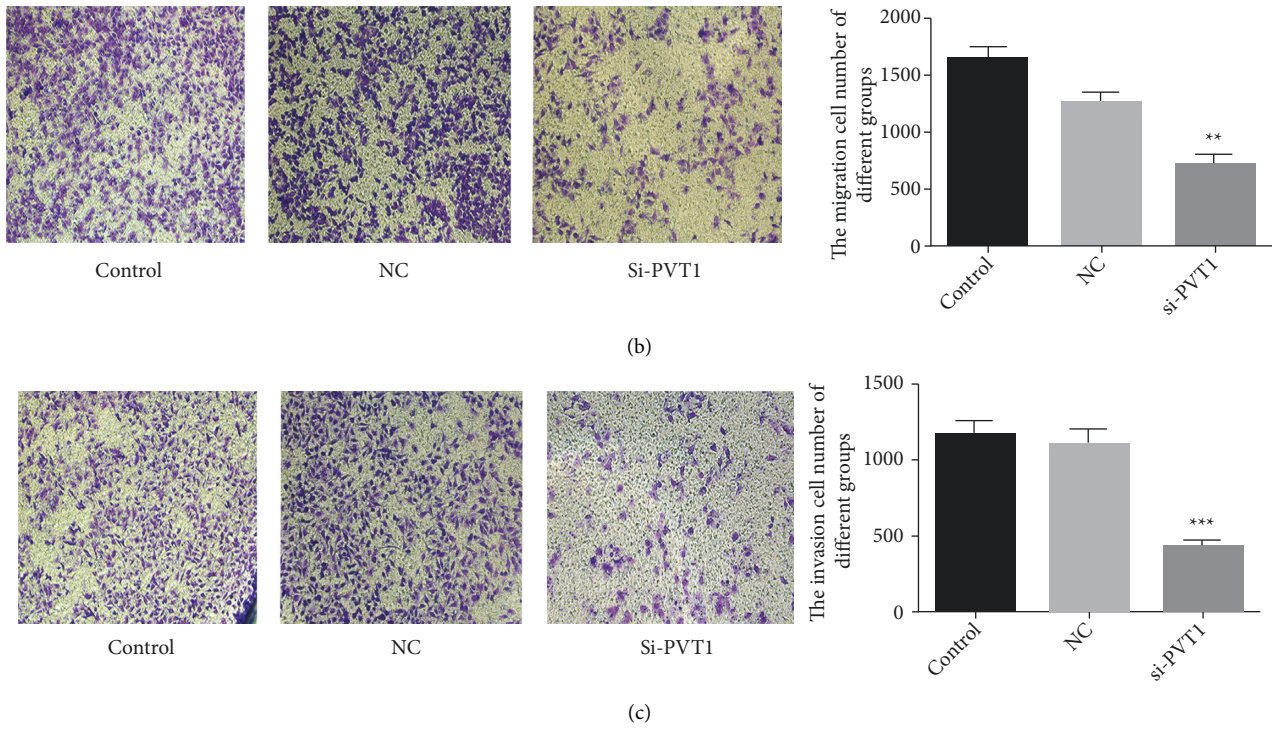 Control
NC
Si-PVT1
The migration cell number of
different groups
2000
1500
1000
500
0
**
Control
NC
si-PVT1
(b)
Control
NC
Si-PVT1
The invasion cell number of
different groups
1500
1000
500
0
***
Control
NC
si-PVT1
(c)